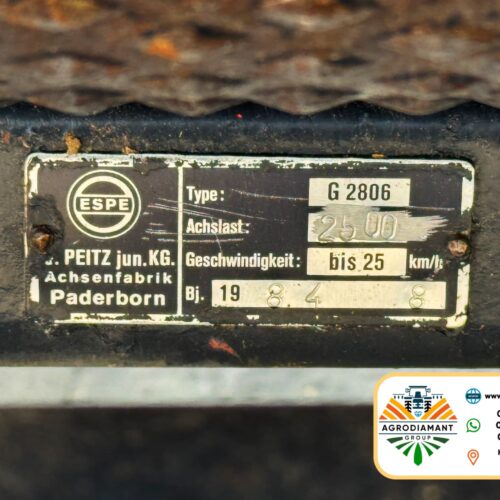 ESPE
PEITZ jun. KG.
Achsenfabrik
Paderborn
Type: G 2806
Achslast: 2500
Geschwindigkeit: bis 25 km/h
Bj. 19 8 4 8
AGRODIAMANT
GROUP
www